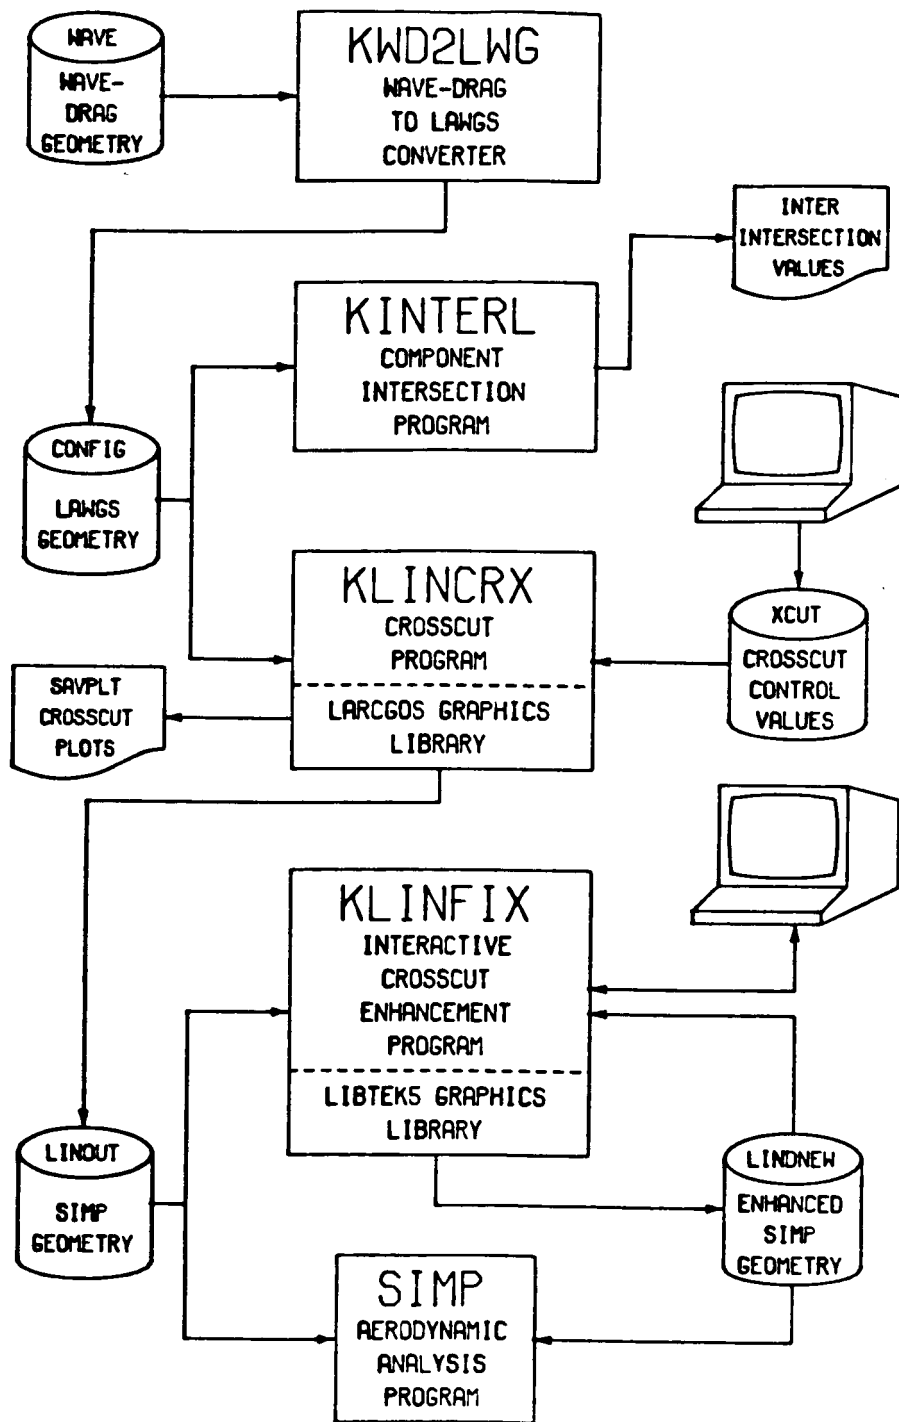 WAVE
WAVE-
DRAG
GEOMETRY
KWD2LWG
WAVE-DRAG
TO LAWGS
CONVERTER
INTER
INTERSECTION
VALUES
KINTERL
COMPONENT
INTERSECTION
PROGRAM
CONFIG
LAWGS
GEOMETRY
KLINCRX
CROSSCUT
PROGRAM
LARCGOS GRAPHICS
LIBRARY
XCUT
CROSSCUT
CONTROL
VALUES
SAVPLT
CROSSCUT
PLOTS
KLINFIX
INTERACTIVE
CROSSCUT
ENHANCEMENT
PROGRAM
LIBTEK5 GRAPHICS
LIBRARY
LINOUT
SIMP
GEOMETRY
LINDNEW
ENHANCED
SIMP
GEOMETRY
SIMP
AERODYNAMIC
ANALYSIS
PROGRAM